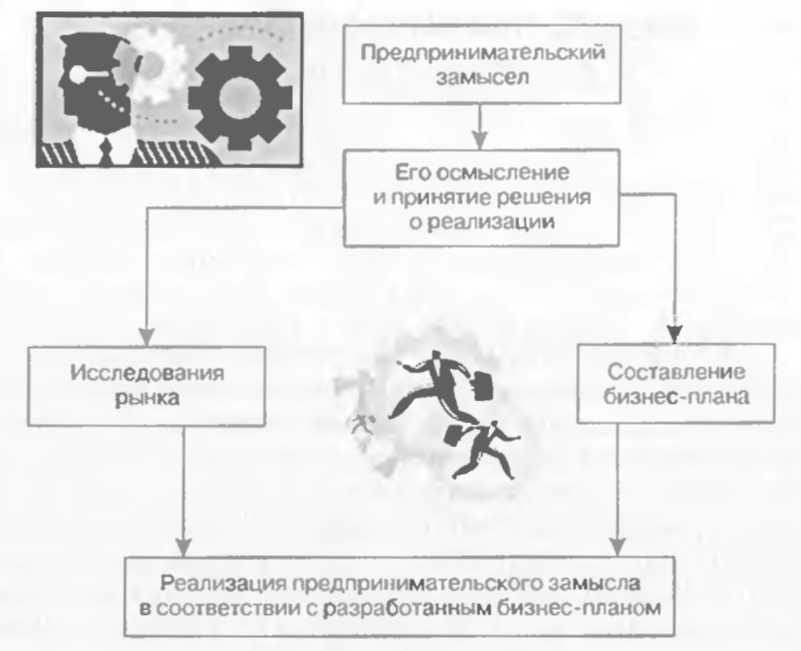 Предпринимательский
замысел
Его осмысление
и принятие решения
о реализации
Исследования
рынка
Составление
бизнес-плана
Реализация предпринимательского замысла
в соответствии с разработанным бизнес-планом